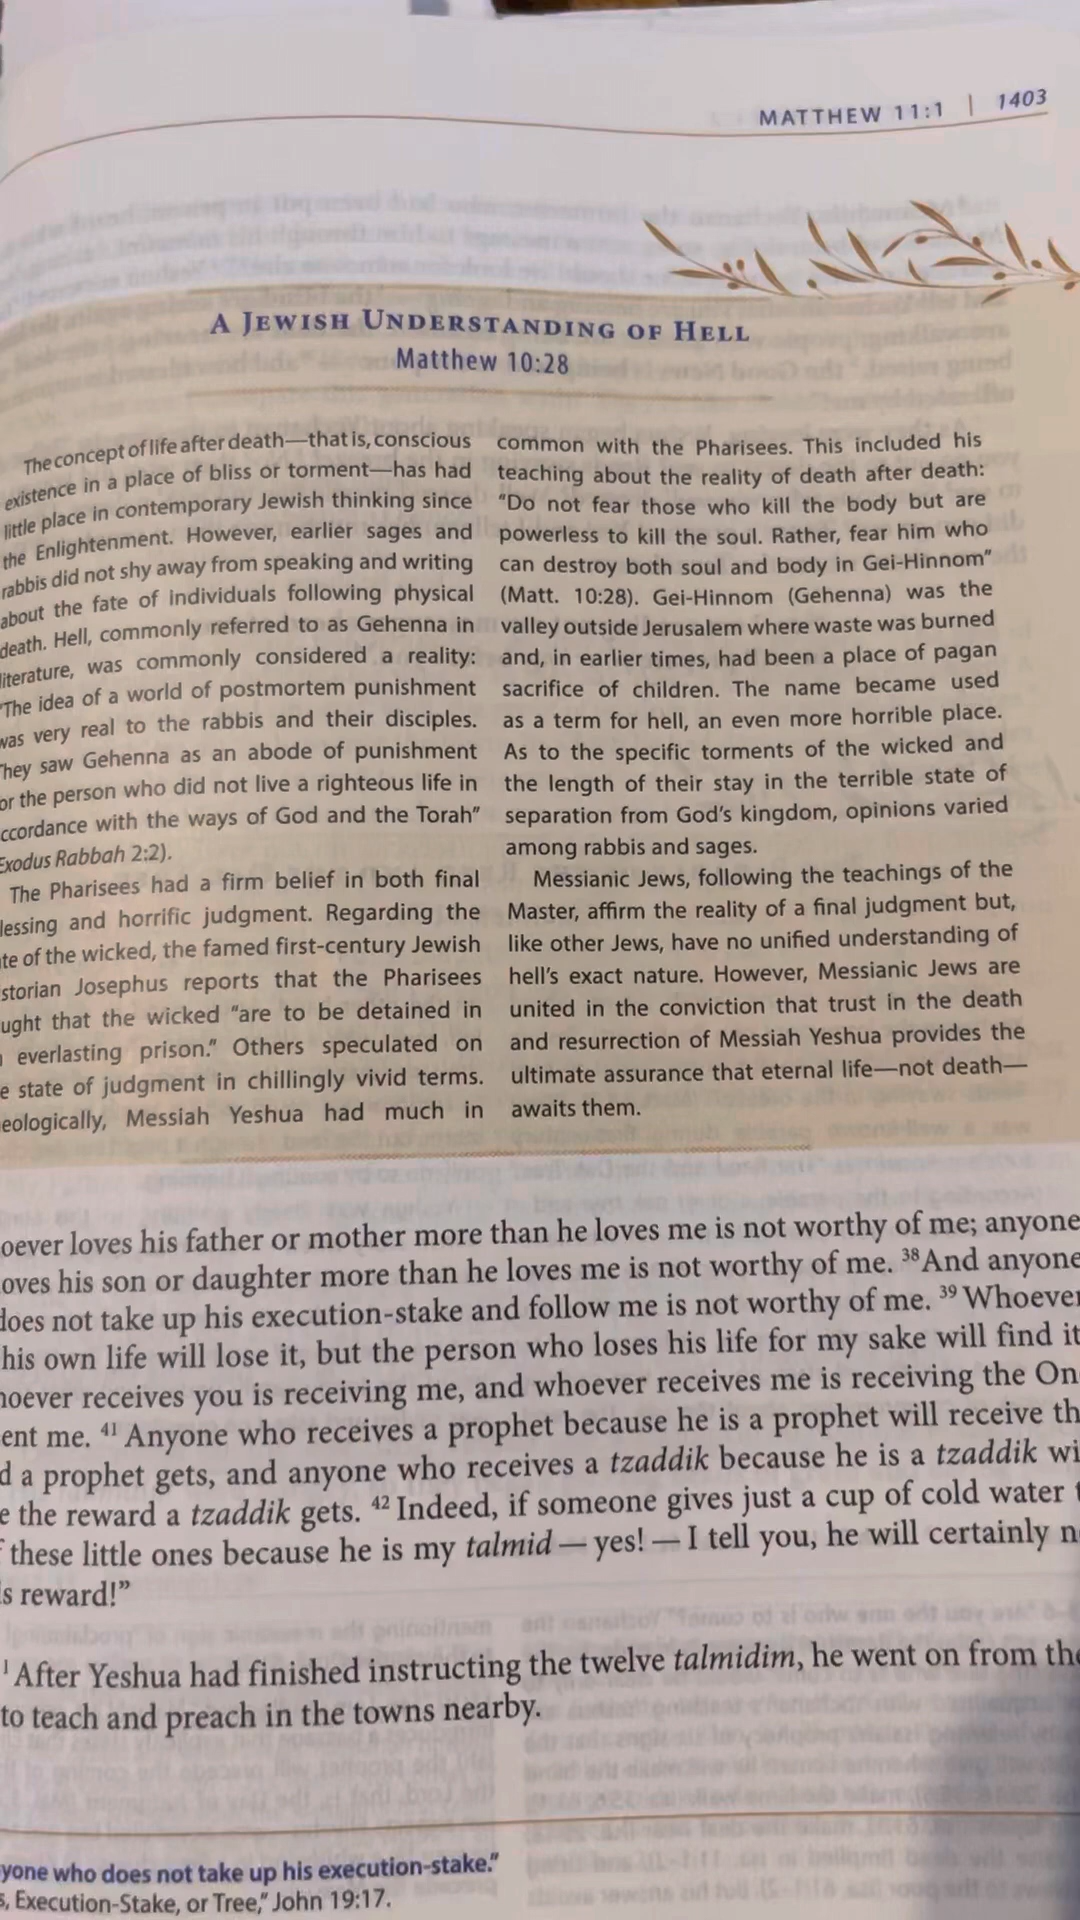 MATTHEW 11:1 | 1403
A JEWISH UNDERSTANDING OF HELL
Matthew 10:28
The concept of life after death—that is, conscious
existence in a place of bliss or torment—has had
little place in contemporary Jewish thinking since
the Enlightenment. However, earlier sages and
rabbis did not shy away from speaking and writing
about the fate of individuals following physical
death. Hell, commonly referred to as Gehenna in
literature, was commonly considered a reality:
"The idea of a world of postmortem punishment
was very real to the rabbis and their disciples.
They saw Gehenna as an abode of punishment
or the person who did not live a righteous life in
ccordance with the ways of God and the Torah"
Exodus Rabbah 2:2).
The Pharisees had a firm belief in both final
lessing and horrific judgment. Regarding the
te of the wicked, the famed first-century Jewish
storian Josephus reports that the Pharisees
ught that the wicked "are to be detained in
everlasting prison." Others speculated on
e state of judgment in chillingly vivid terms.
eologically, Messiah Yeshua had much in
common with the Pharisees. This included his
teaching about the reality of death after death:
"Do not fear those who kill the body but are
powerless to kill the soul. Rather, fear him who
can destroy both soul and body in Gei-Hinnom"
(Matt. 10:28). Gei-Hinnom (Gehenna) was the
valley outside Jerusalem where waste was burned
and, in earlier times, had been a place of pagan
sacrifice of children. The name became used
as a term for hell, an even more horrible place.
As to the specific torments of the wicked and
the length of their stay in the terrible state of
separation from God's kingdom, opinions varied
among rabbis and sages.
Messianic Jews, following the teachings of the
Master, affirm the reality of a final judgment but,
like other Jews, have no unified understanding of
hell's exact nature. However, Messianic Jews are
united in the conviction that trust in the death
and resurrection of Messiah Yeshua provides the
ultimate assurance that eternal life—not death—
awaits them.
oever loves his father or mother more than he loves me is not worthy of me; anyone
oves his son or daughter more than he loves me is not worthy of me. 38 And anyone
does not take up his execution-stake and follow me is not worthy of me. 39 Whoever
his own life will lose it, but the person who loses his life for my sake will find it
hoever receives you is receiving me, and whoever receives me is receiving the On
ent me. 41 Anyone who receives a prophet because he is a prophet will receive th
d a prophet gets, and anyone who receives a tzaddik because he is a tzaddik wi
e the reward a tzaddik gets. 42 Indeed, if someone gives just a cup of cold water t
f these little ones because he is my talmid — yes! — I tell you, he will certainly n
s reward!"
1 After Yeshua had finished instructing the twelve talmidim, he went on from the
to teach and preach in the towns nearby.
yone who does not take up his execution-stake."
s, Execution-Stake, or Tree," John 19:17.